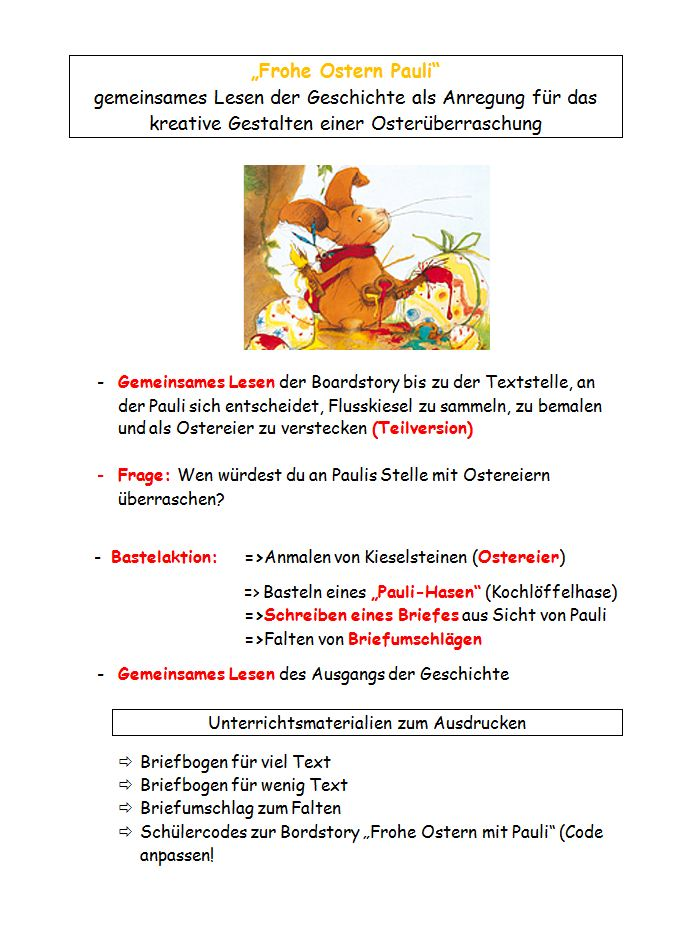 „Frohe Ostern Pauli“
gemeinsames Lesen der Geschichte als Anregung für das
kreative Gestalten einer Osterüberraschung
- Gemeinsames Lesen der Boardstory bis zu der Textstelle, an
der Pauli sich entscheidet, Flusskiesel zu sammeln, zu bemalen
und als Ostereier zu verstecken (Teilversion)
- Frage: Wen würdest du an Paulis Stelle mit Ostereiern
überraschen?
- Bastelaktion: =>Anmalen von Kieselsteinen (Ostereier)
=> Basteln eines „Pauli-Hasen“ (Kochlöffelhase)
=>Schreiben eines Briefes aus Sicht von Pauli
=>Falten von Briefumschlägen
- Gemeinsames Lesen des Ausgangs der Geschichte
Unterrichtsmaterialien zum Ausdrucken
⇨ Briefbogen für viel Text
⇨ Briefbogen für wenig Text
⇨ Briefumschlag zum Falten
⇨ Schülercodes zur Bordstory „Frohe Ostern mit Pauli“ (Code
anpassen!